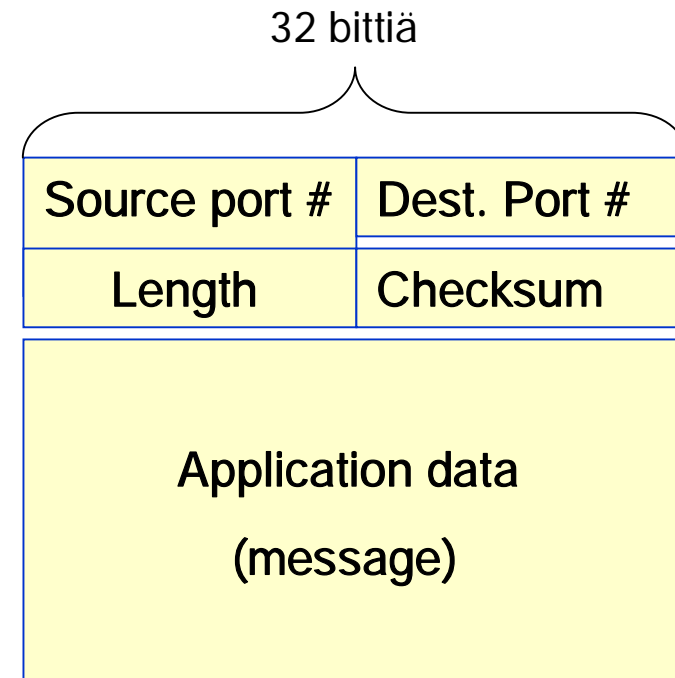 32 bittiä
Source port # Dest. Port #
Length Checksum
Application data
(message)